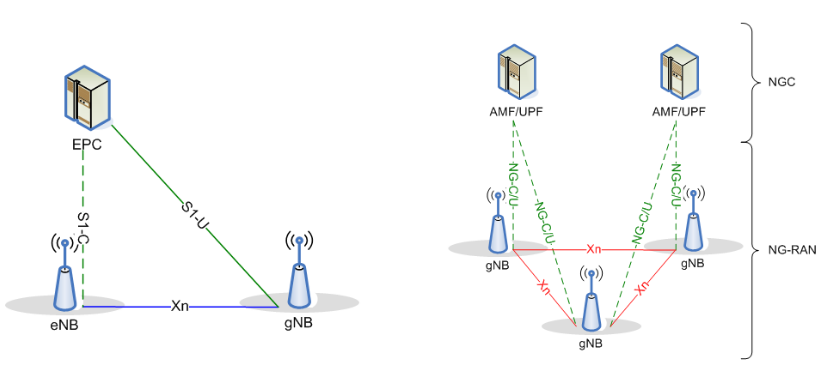 EPC
S1-C
S1-U
Xn
eNB
gNB
AMF/UPF
AMF/UPF
NGC
NG-C/U
NG-C/U
NG-C/U
NG-C/U
Xn
gNB
gNB
NG-RAN
Xn
Xn
gNB